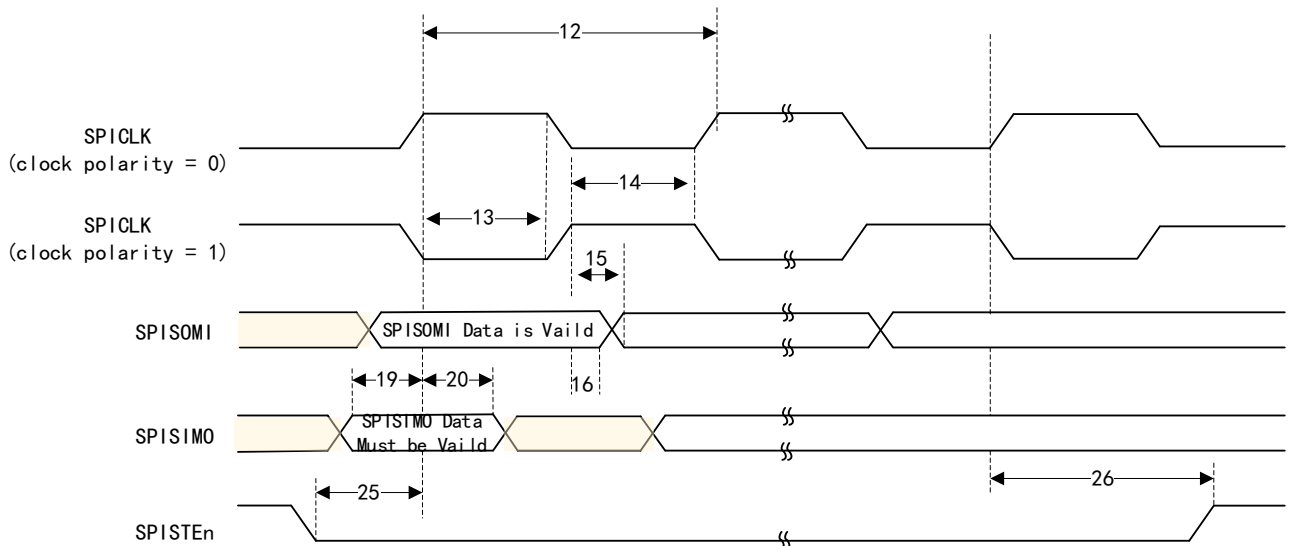 12
SPICLK
(clock polarity = 0)
14
13
SPICLK
(clock polarity = 1)
15
SPISOMI
SPISOMI Data is Vaild
19
20
16
SPISIMO
SPISIMO Data
Must be Vaild
25
26
SPISTEn